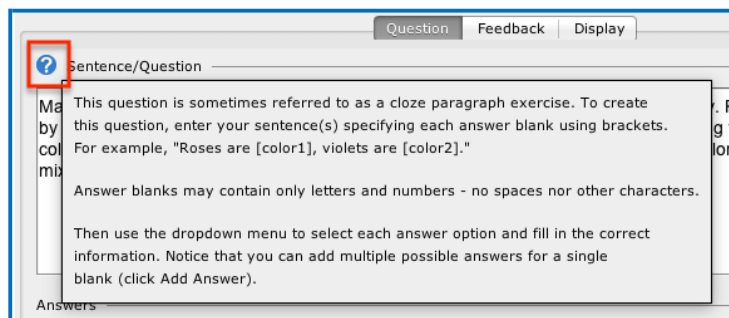 Question Feedback Display
? Sentence/Question
This question is sometimes referred to as a cloze paragraph exercise. To create
this question, enter your sentence(s) specifying each answer blank using brackets.
For example, "Roses are [color1], violets are [color2]."
Answer blanks may contain only letters and numbers - no spaces nor other characters.
Then use the dropdown menu to select each answer option and fill in the correct
information. Notice that you can add multiple possible answers for a single
blank (click Add Answer).
Answers